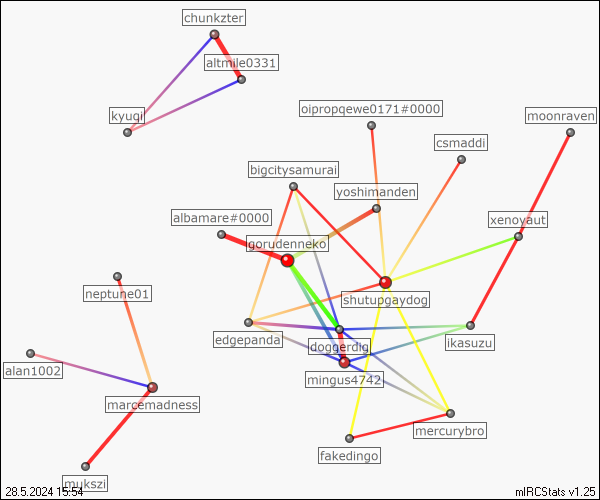 chunkzter
altmile0331
kyuqi
oipropqewe0171#0000
moonraven
csmaddi
bigcitysamurai
yoshimanden
albamare#0000
xenoyaut
gorudenneko
neptune01
shutupgaydog
edgepanda
doggerdig
ikasuzu
alan1002
mingus4742
marcemadness
mercurybro
fakedingo
mukszi
28.5.2024 15:54
mIRCStats v1.25